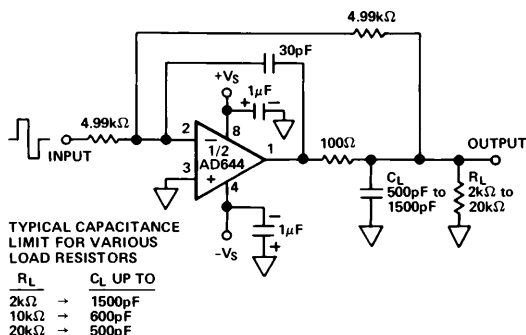 4.99kΩ
30pF
+VS
+ 1μF −
4.99kΩ
INPUT
2
8
−
1/2
AD644
1
3
+
4
100Ω
OUTPUT
CL
500pF to
1500pF
RL
2kΩ to
20kΩ
−
1μF
+
−VS
TYPICAL CAPACITANCE
LIMIT FOR VARIOUS
LOAD RESISTORS
RL CL UP TO
2kΩ → 1500pF
10kΩ → 600pF
20kΩ → 500pF